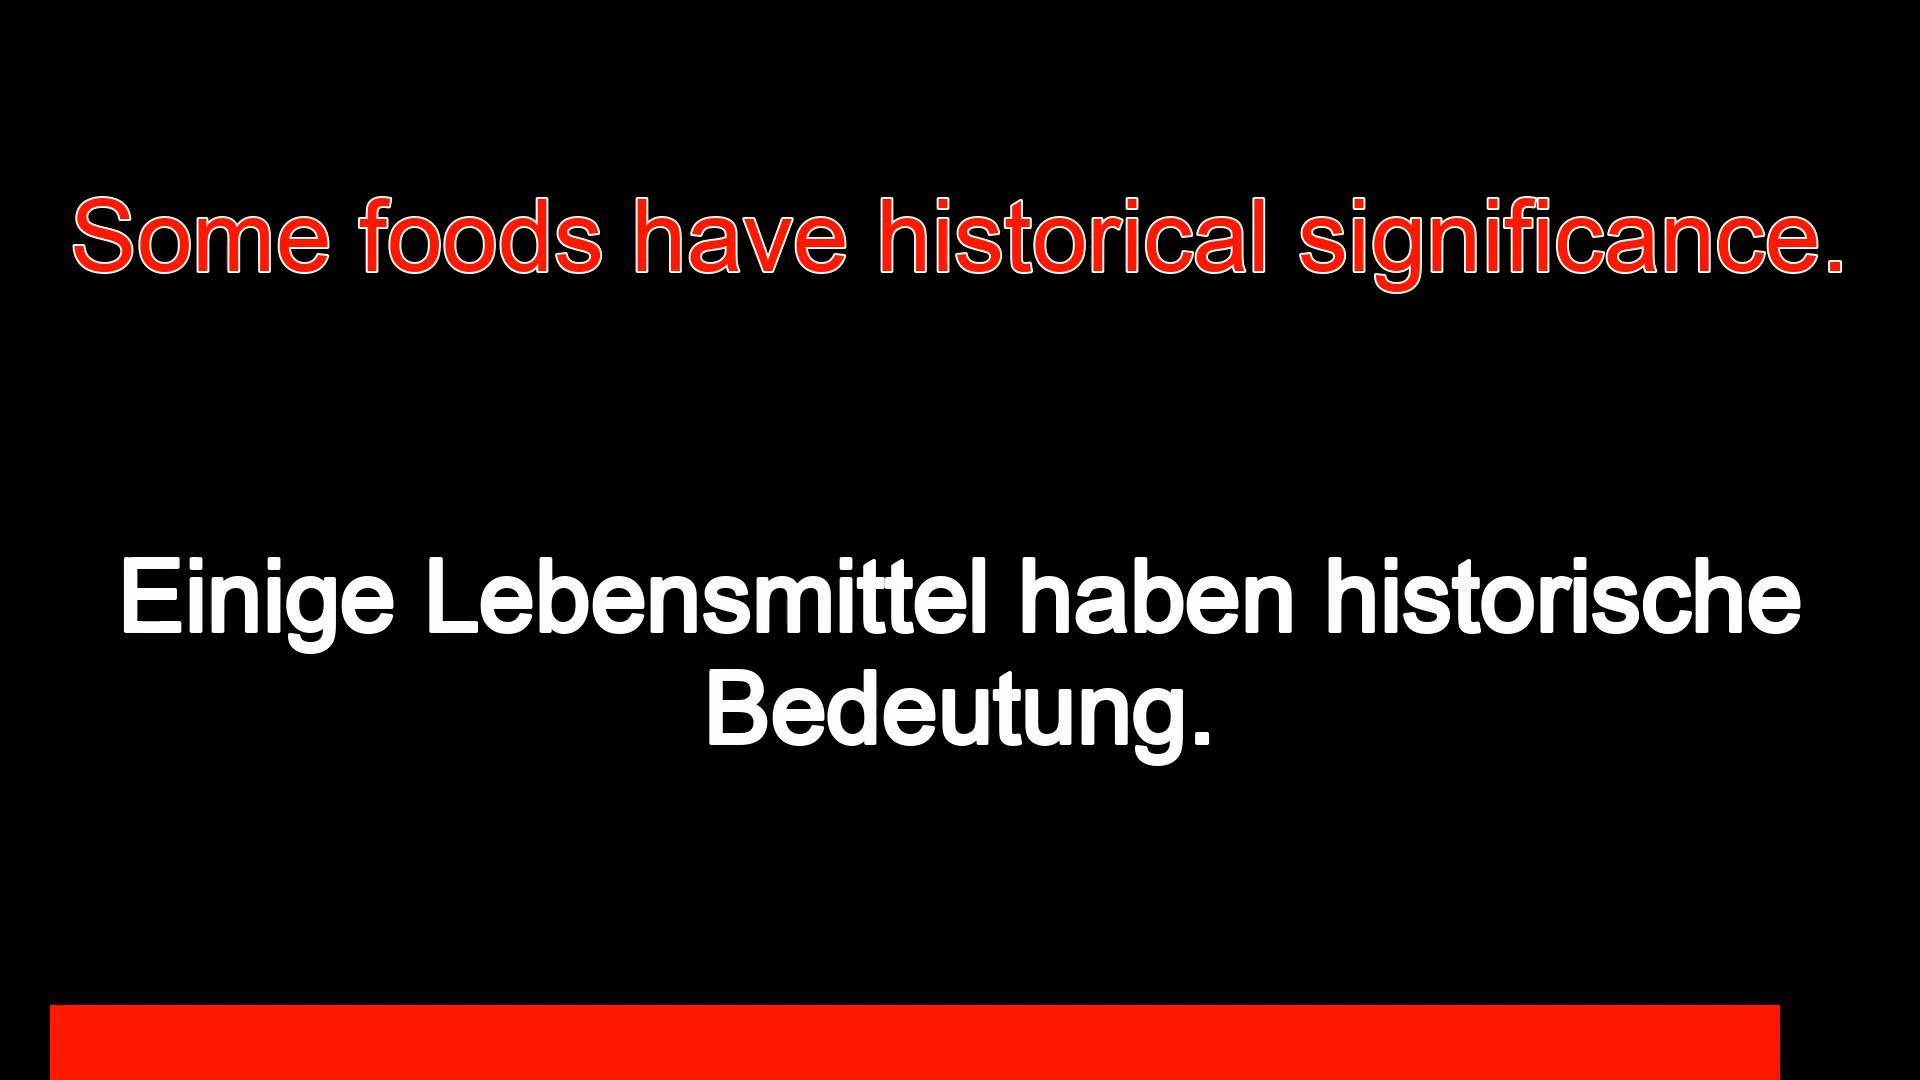 Some foods have historical significance.
Einige Lebensmittel haben historische
Bedeutung.